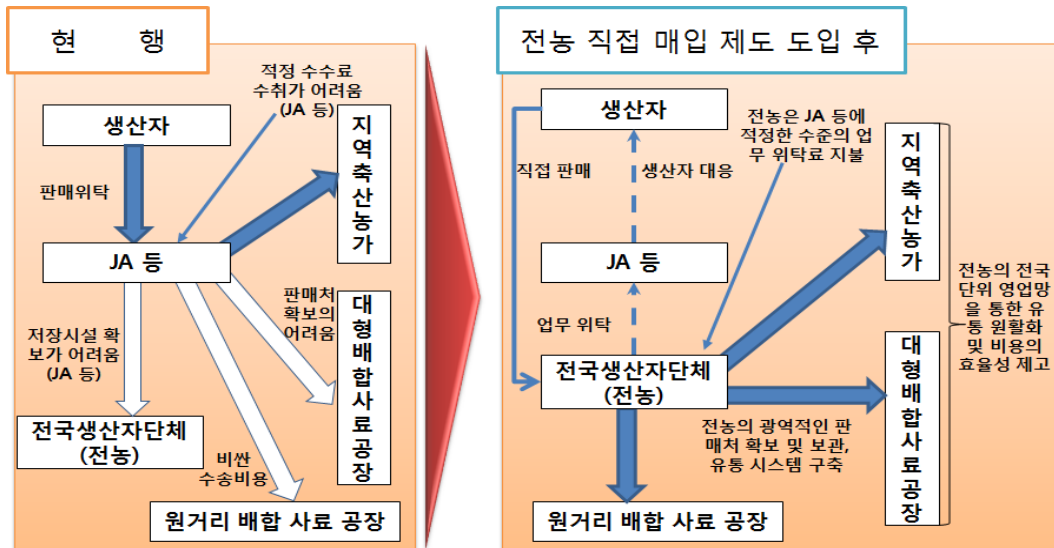 현 행
적정 수수료
수취가 어려움
(JA 등)
생산자
지역축산농가
판매위탁
JA 등
판매처
확보의
어려움
대형배합사료공장
저장시설 확
보가 어려움
(JA 등)
전국생산자단체
(전농)
비싼
수송비용
원거리 배합 사료 공장
전농 직접 매입 제도 도입 후
생산자
전농은 JA 등에
적정한 수준의 업
무 위탁료 지불
지역축산농가
직접 판매
생산자 대응
JA 등
업무 위탁
전농의 전국
단위 영업망
을 통한 유
통 원활화
및 비용의
효율성 제고
대형배합사료공장
전국생산자단체
(전농)
전농의 광역적인 판
매처 확보 및 보관,
유통 시스템 구축
원거리 배합 사료 공장